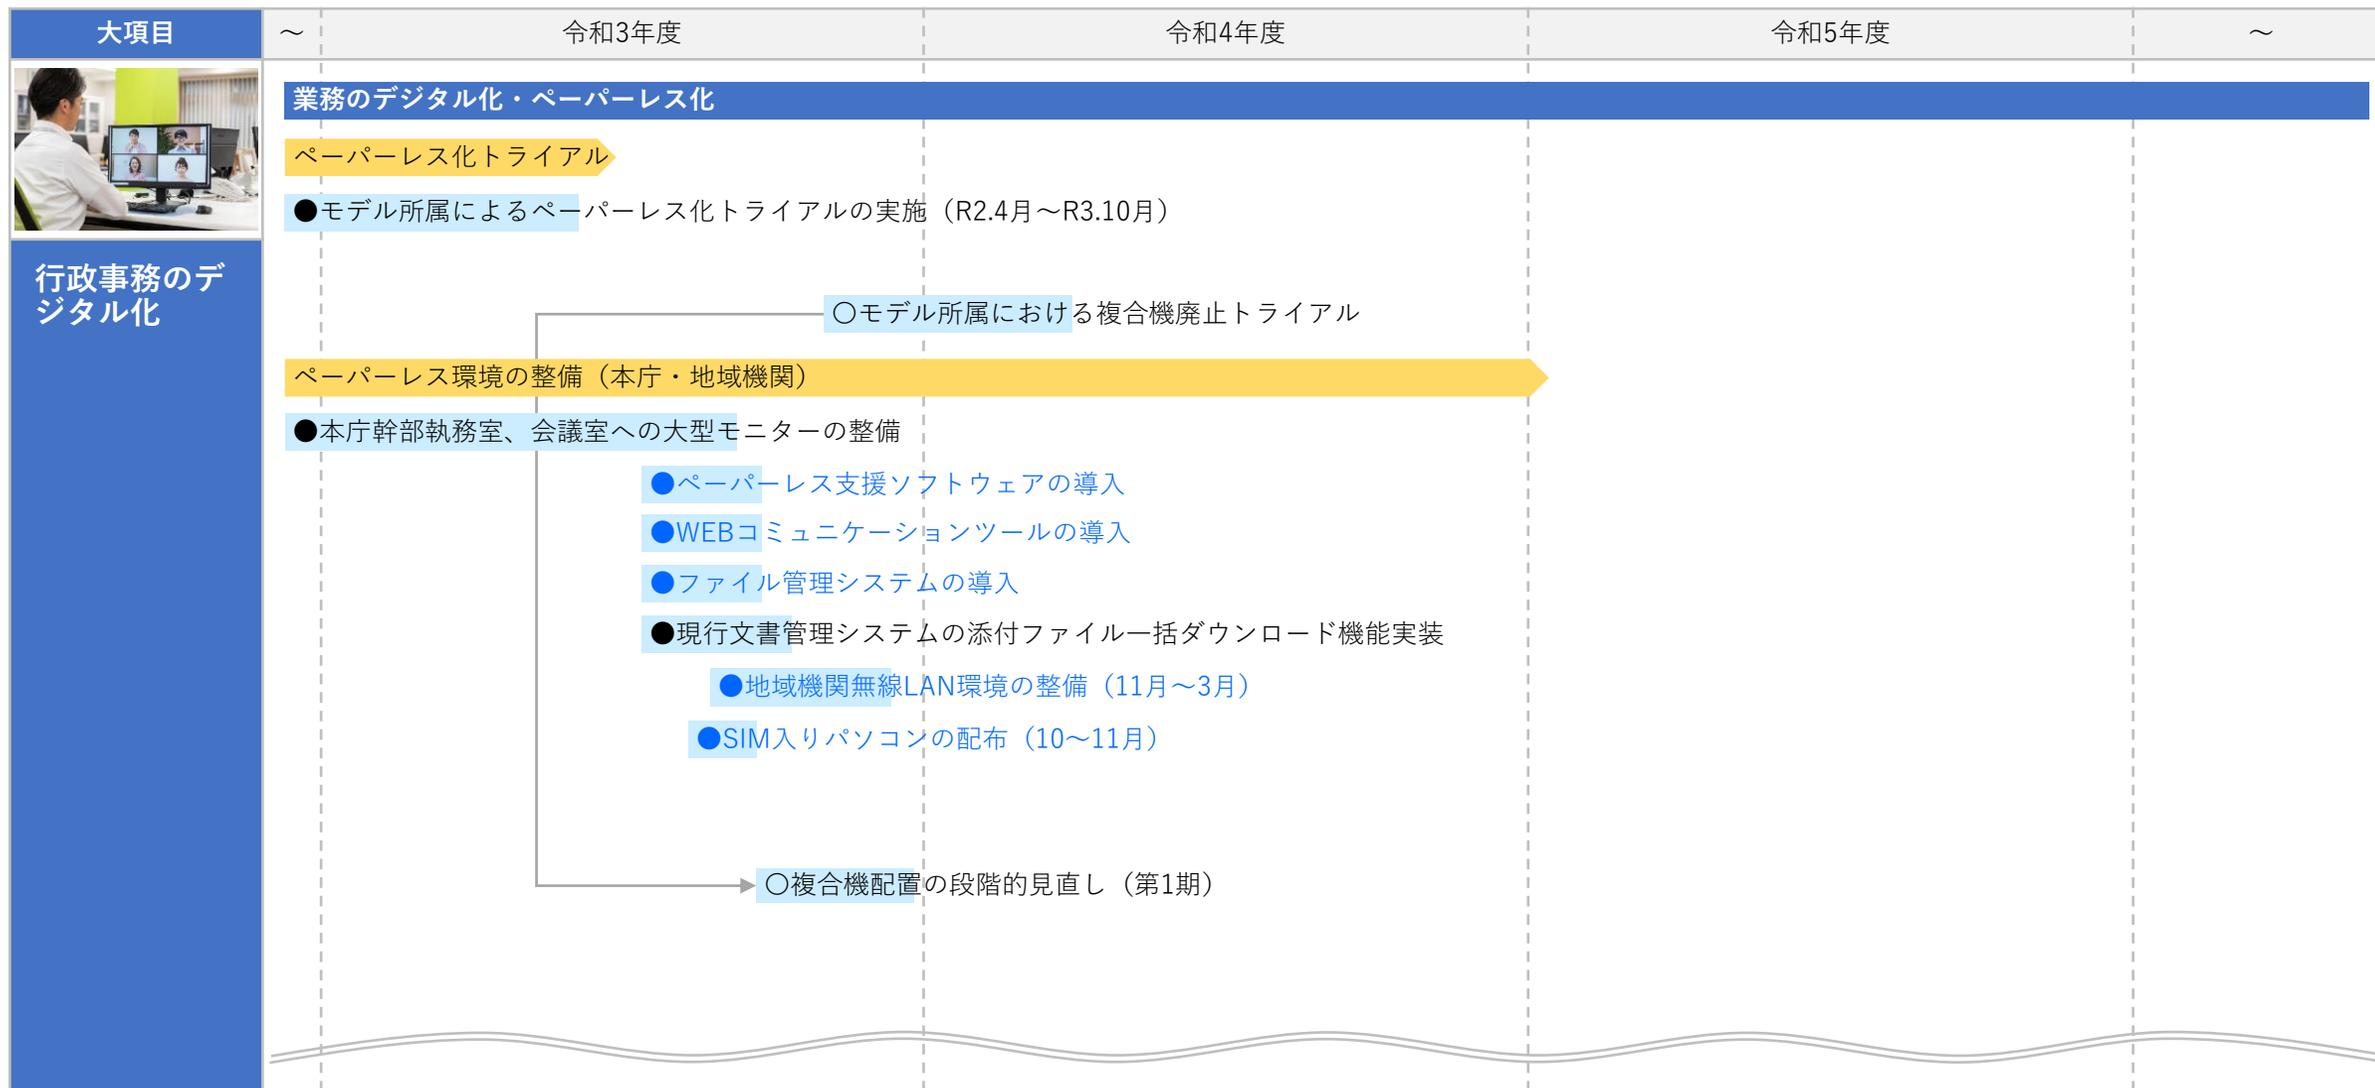 大項目
～
令和3年度
令和4年度
令和5年度
～
業務のデジタル化・ペーパーレス化
ペーパーレス化トライアル
●モデル所属によるペーパーレス化トライアルの実施（R2.4月～R3.10月）
行政事務のデ
ジタル化
〇モデル所属における複合機廃止トライアル
ペーパーレス環境の整備（本庁・地域機関）
●本庁幹部執務室、会議室への大型モニターの整備
●ペーパーレス支援ソフトウェアの導入
●WEBコミュニケーションツールの導入
●ファイル管理システムの導入
●現行文書管理システムの添付ファイル一括ダウンロード機能実装
●地域機関無線LAN環境の整備（11月～3月）
●SIM入りパソコンの配布（10～11月）
〇複合機配置の段階的見直し（第1期）